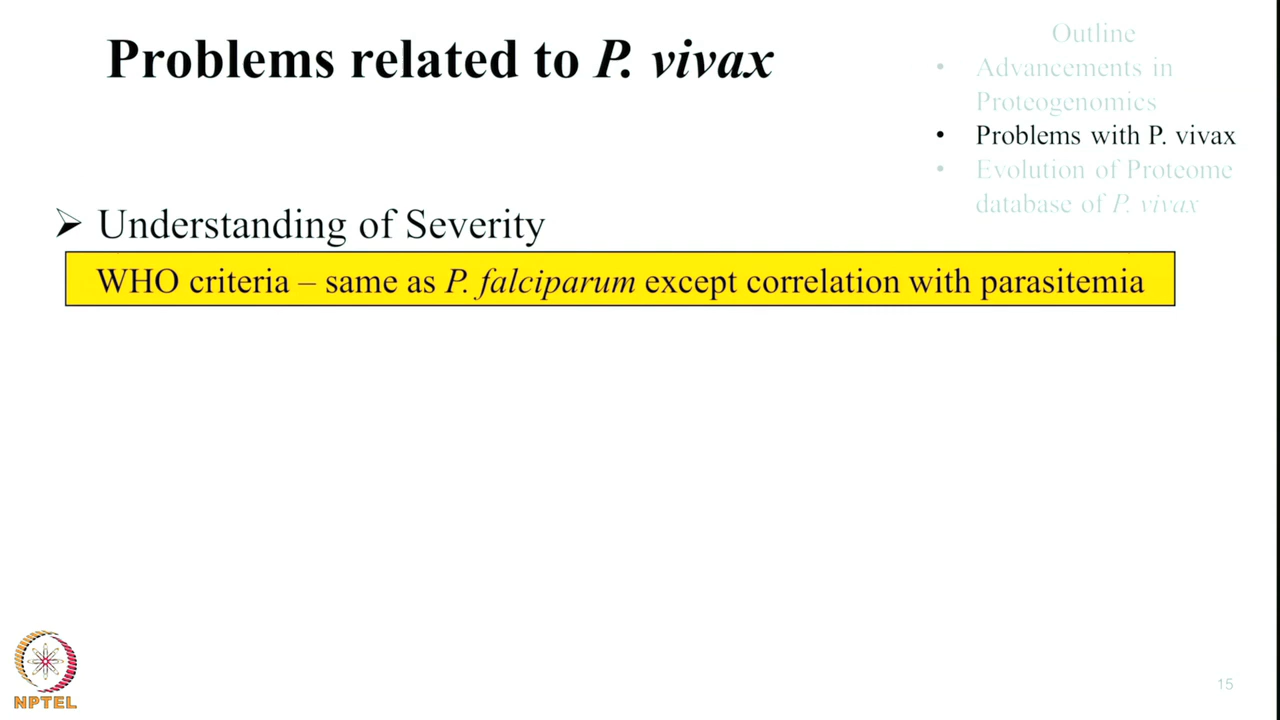 Problems related to P. vivax
Outline
• Advancements in
Proteogenomics
• Problems with P. vivax
• Evolution of Proteome
database of P. vivax
➢ Understanding of Severity
WHO criteria – same as P. falciparum except correlation with parasitemia
NPTEL
15